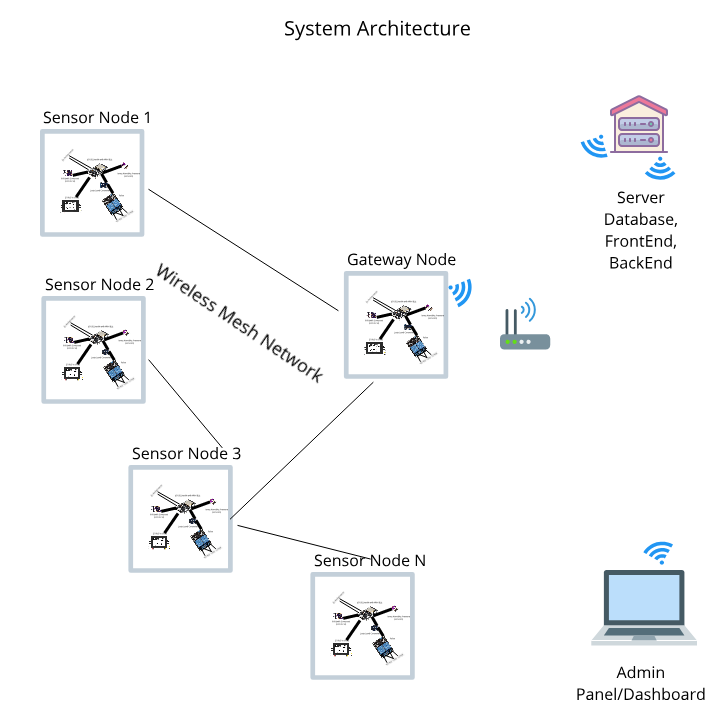 System Architecture
Sensor Node 1
Server
Database,
FrontEnd,
BackEnd
Gateway Node
Sensor Node 2
Wireless Mesh Network
Sensor Node 3
Sensor Node N
Admin
Panel/Dashboard